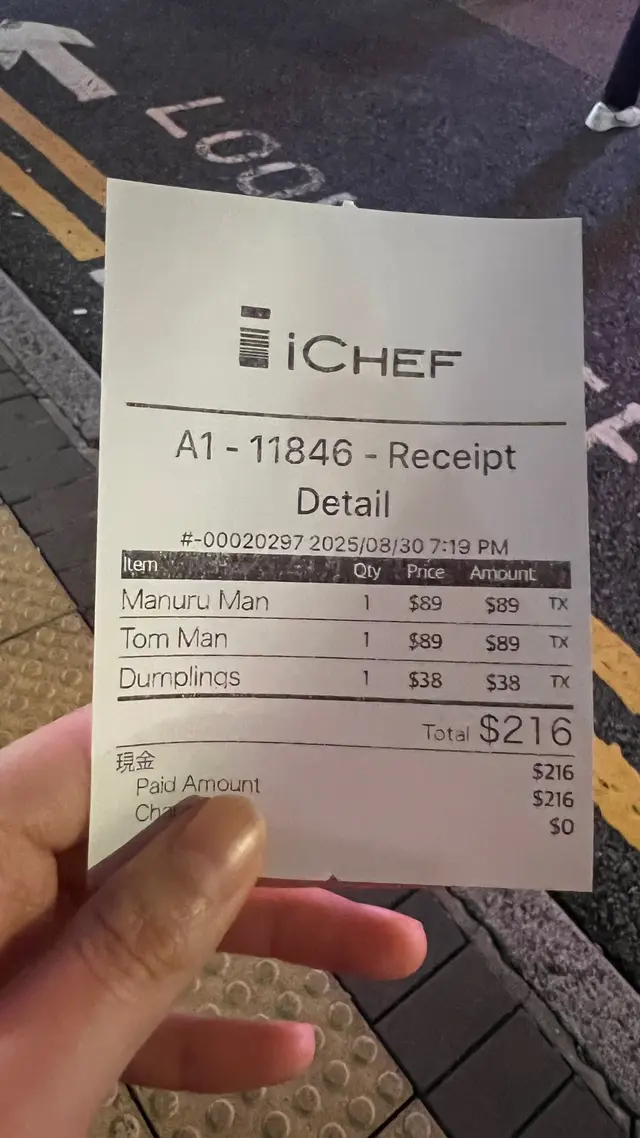 LOO
iCHEF
A1 - 11846 - Receipt
Detail
#-00020297 2025/08/30 7:19 PM
Item Qty Price Amount
Manuru Man 1 $89 $89 TX
Tom Man 1 $89 $89 TX
Dumplings 1 $38 $38 TX
Total $216
現金 $216
Paid Amount $216
Cha $0